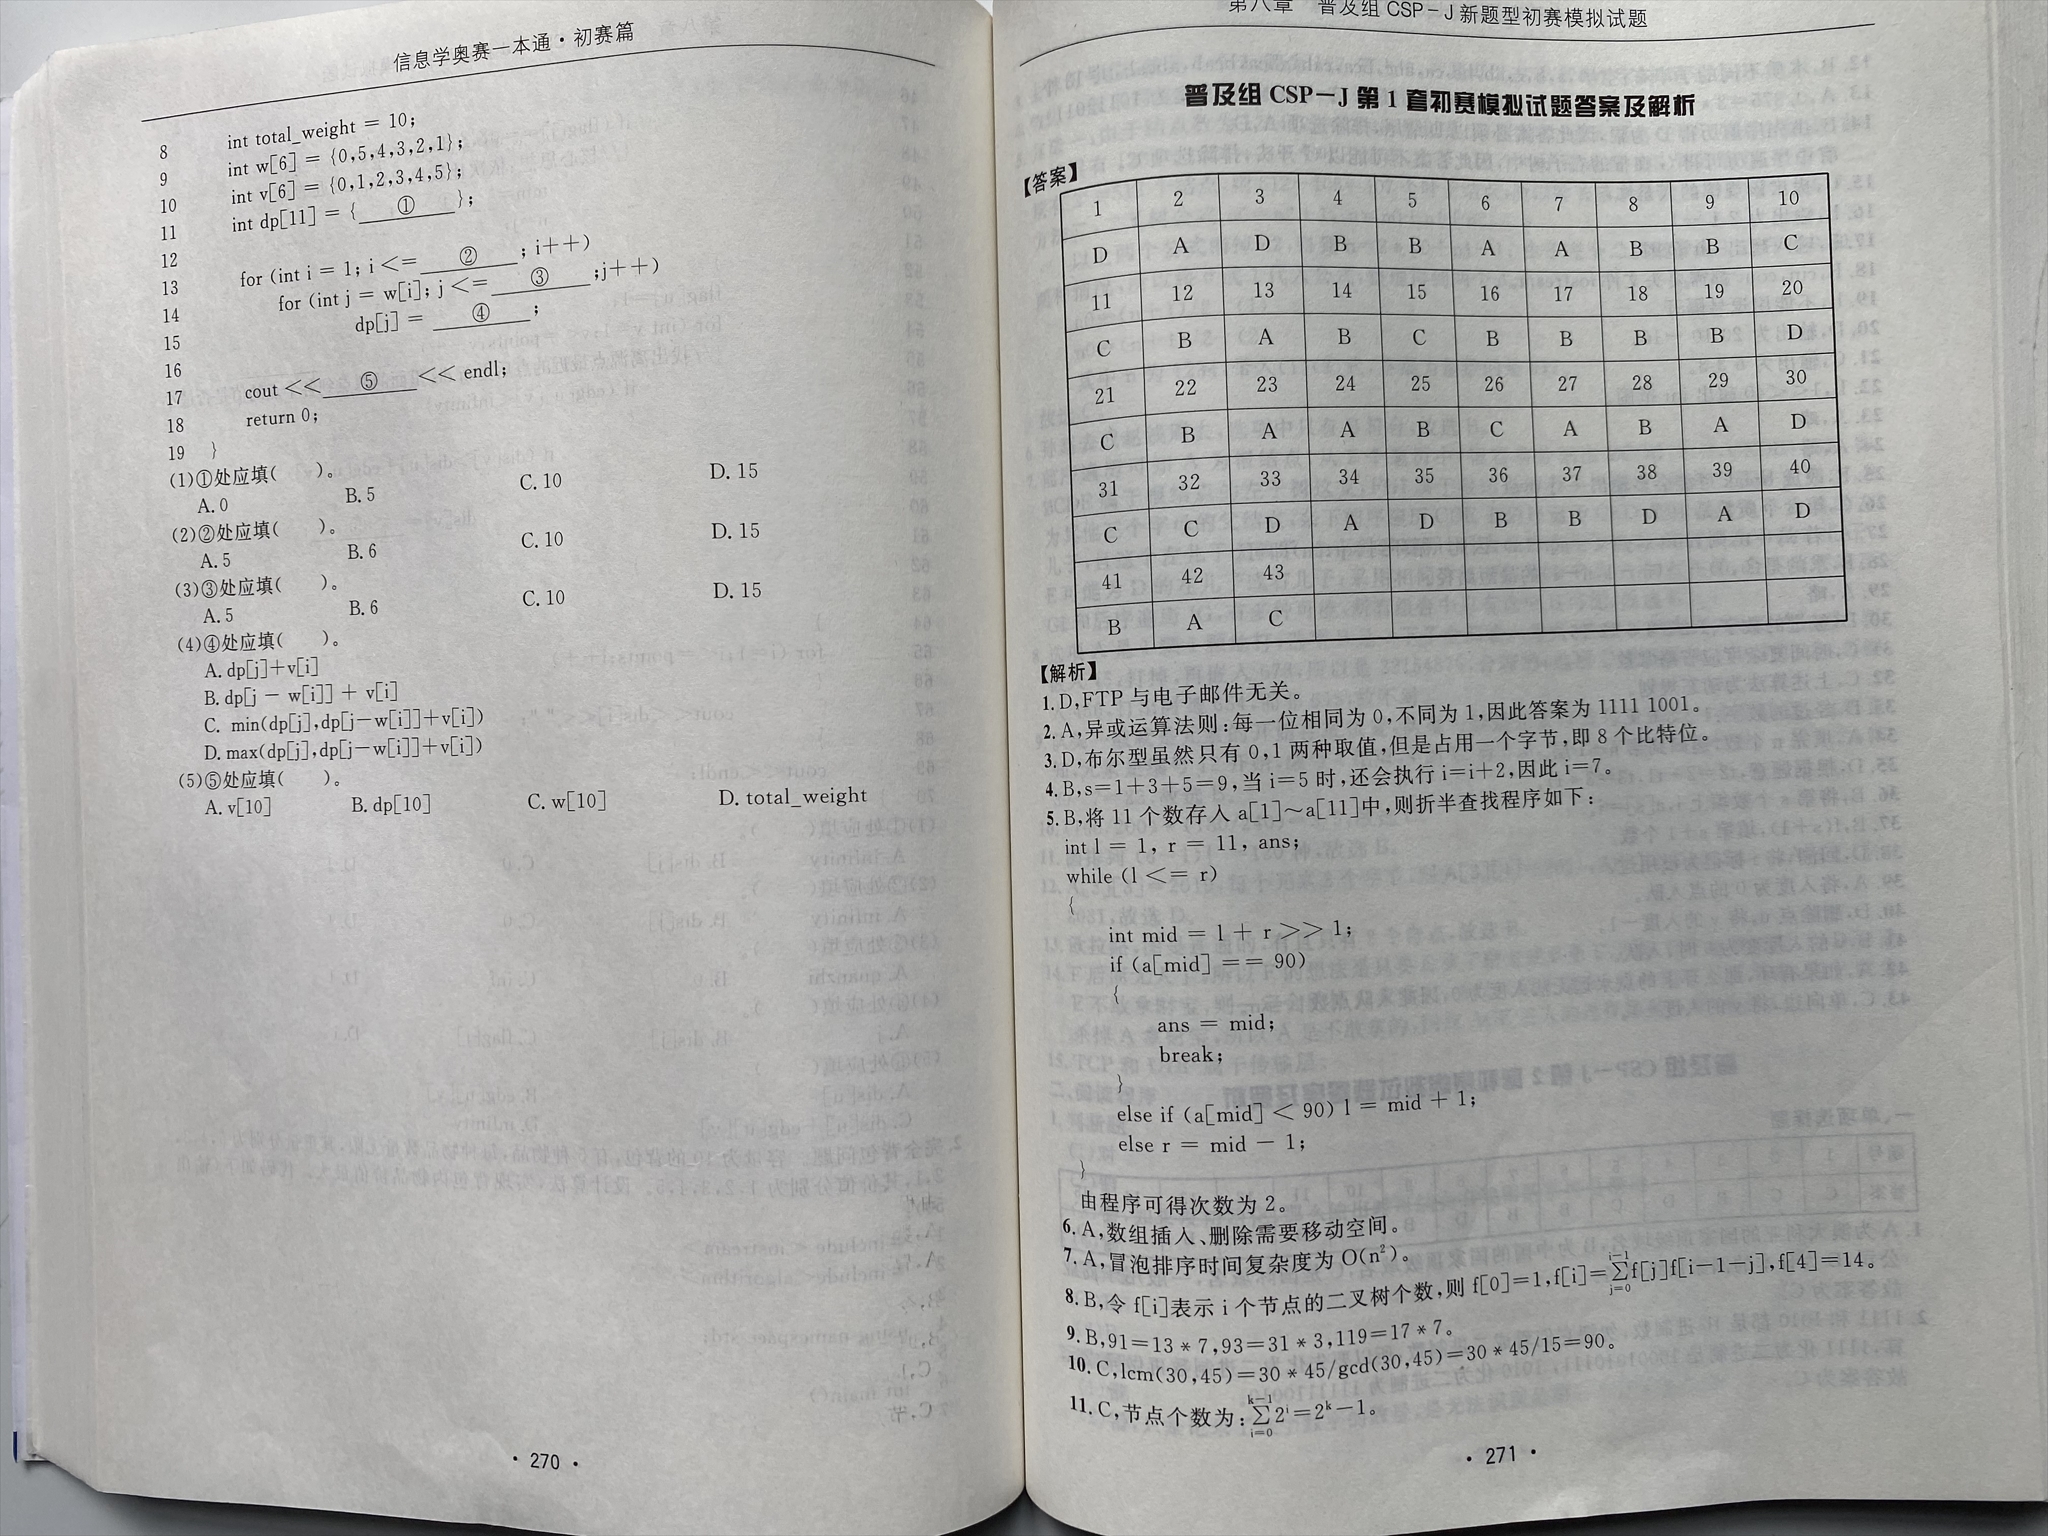 信息学奥赛一本通·初赛篇
8 int total_weight = 10;
9 int w[6] = {0,5,4,3,2,1};
10 int v[6] = {0,1,2,3,4,5};
11 int dp[11] = { ① };
12
13 for (int i = 1; i <= ② ; i++)
14 for (int j = w[i]; j <= ③ ;j++)
15 dp[j] = ④ ;
16
17 cout << ⑤ << endl;
18 return 0;
19 }
(1)①处应填( )。
A. 0 B. 5 C. 10 D. 15
(2)②处应填( )。
A. 5 B. 6 C. 10 D. 15
(3)③处应填( )。
A. 5 B. 6 C. 10 D. 15
(4)④处应填( )。
A. dp[j]+v[i]
B. dp[j - w[i]] + v[i]
C. min(dp[j],dp[j-w[i]]+v[i])
D. max(dp[j],dp[j-w[i]]+v[i])
(5)⑤处应填( )。
A. v[10] B. dp[10] C. w[10] D. total_weight
· 270 ·
第八章 普及组 CSP-J 新题型初赛模拟试题
普及组 CSP-J 第 1 套初赛模拟试题答案及解析
【答案】
1 2 3 4 5 6 7 8 9 10
D A D B B A A B B C
11 12 13 14 15 16 17 18 19 20
C B A B C B B B B D
21 22 23 24 25 26 27 28 29 30
C B A A B C A B A D
31 32 33 34 35 36 37 38 39 40
C C D A D B B D A D
41 42 43
B A C
【解析】
1. D,FTP 与电子邮件无关。
2. A,异或运算法则:每一位相同为 0,不同为 1,因此答案为 1111 1001。
3. D,布尔型虽然只有 0,1 两种取值,但是占用一个字节,即 8 个比特位。
4. B,s=1+3+5=9,当 i=5 时,还会执行 i=i+2,因此 i=7。
5. B,将 11 个数存入 a[1]~a[11]中,则折半查找程序如下:
int l = 1, r = 11, ans;
while (l <= r)
{
int mid = l + r >> 1;
if (a[mid] == 90)
{
ans = mid;
break;
}
else if (a[mid] < 90) l = mid + 1;
else r = mid - 1;
}
由程序可得次数为 2。
6. A,数组插入、删除需要移动空间。
7. A,冒泡排序时间复杂度为 O(n²)。
8. B,令 f[i]表示 i 个节点的二叉树个数,则 f[0]=1,f[i]=∑_{j=0}^{i-1}f[j]f[i-1-j],f[4]=14。
9. B,91=13*7,93=31*3,119=17*7。
10. C,lcm(30,45)=30*45/gcd(30,45)=30*45/15=90。
11. C,节点个数为:∑_{i=0}^{k-1}2^i=2^k-1。
· 271 ·